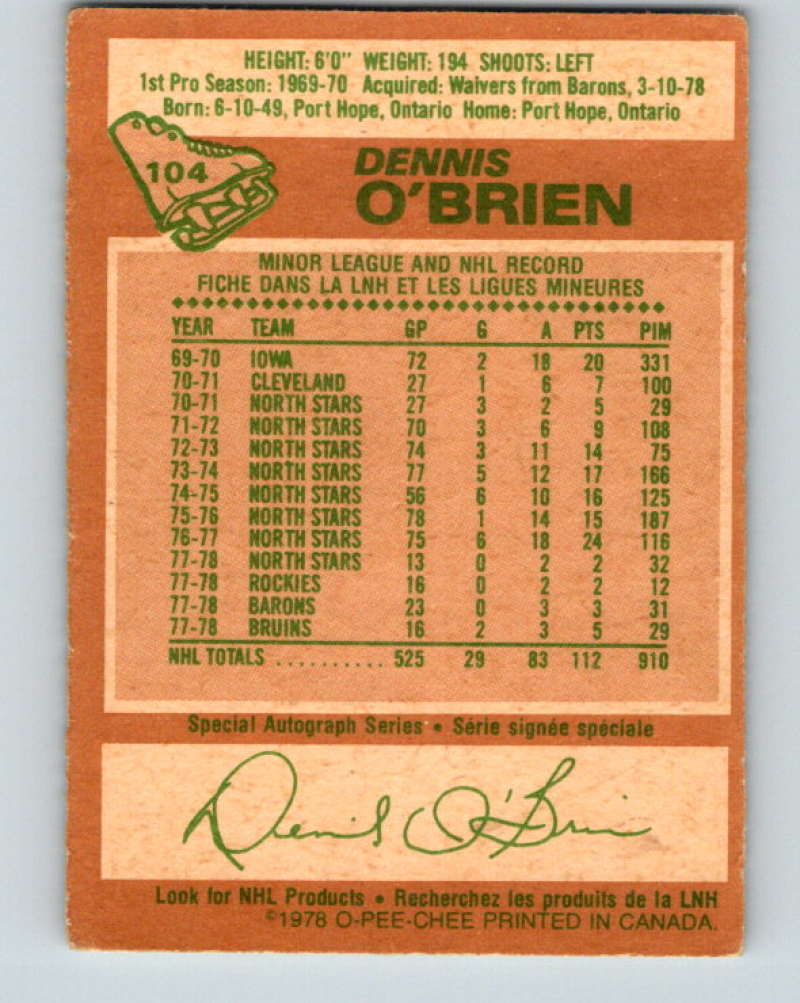 HEIGHT: 6'0" WEIGHT: 194 SHOOTS: LEFT
1st Pro Season: 1969-70 Acquired: Waivers from Barons, 3-10-78
Born: 6-10-49, Port Hope, Ontario Home: Port Hope, Ontario
104
DENNIS
O'BRIEN
MINOR LEAGUE AND NHL RECORD
FICHE DANS LA LNH ET LES LIGUES MINEURES
YEAR TEAM GP G A PTS PIM
69-70 IOWA 72 2 18 20 331
70-71 CLEVELAND 27 1 6 7 100
70-71 NORTH STARS 27 3 2 5 29
71-72 NORTH STARS 70 3 6 9 108
72-73 NORTH STARS 74 3 11 14 75
73-74 NORTH STARS 77 5 12 17 166
74-75 NORTH STARS 56 6 10 16 125
75-76 NORTH STARS 78 1 14 15 187
76-77 NORTH STARS 75 6 18 24 116
77-78 NORTH STARS 13 0 2 2 32
77-78 ROCKIES 16 0 2 2 12
77-78 BARONS 23 0 3 3 31
77-78 BRUINS 16 2 3 5 29
NHL TOTALS .......... 525 29 83 112 910
Special Autograph Series • Série signée spéciale
Dennis O'Brien
Look for NHL Products • Recherchez les produits de la LNH
©1978 O-PEE-CHEE PRINTED IN CANADA.